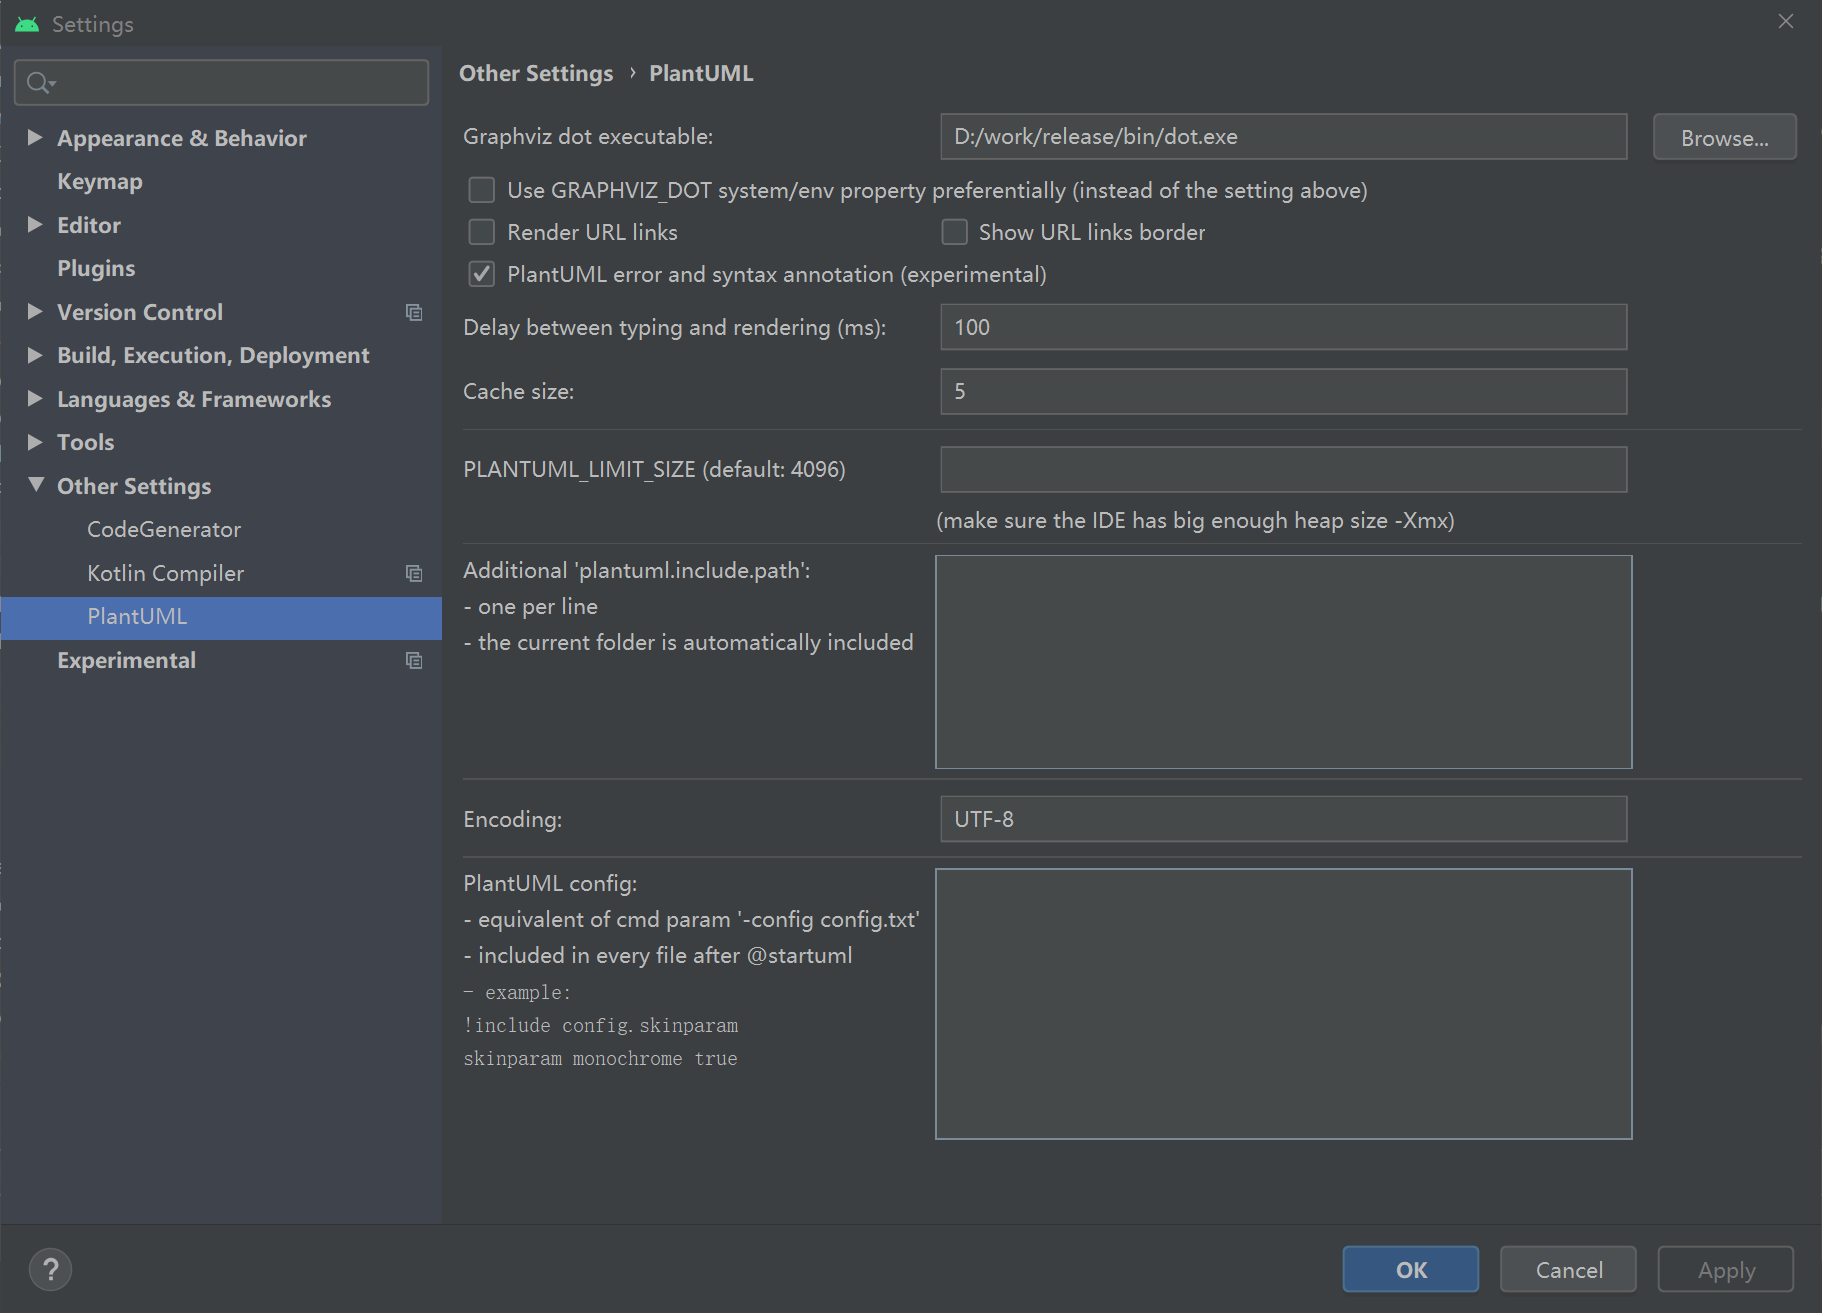 Settings
Appearance & Behavior
Keymap
Editor
Plugins
Version Control
Build, Execution, Deployment
Languages & Frameworks
Tools
Other Settings
CodeGenerator
Kotlin Compiler
PlantUML
Experimental
Other Settings › PlantUML
Graphviz dot executable: D:/work/release/bin/dot.exe Browse...
Use GRAPHVIZ_DOT system/env property preferentially (instead of the setting above)
Render URL links Show URL links border
PlantUML error and syntax annotation (experimental)
Delay between typing and rendering (ms): 100
Cache size: 5
PLANTUML_LIMIT_SIZE (default: 4096)
(make sure the IDE has big enough heap size -Xmx)
Additional 'plantuml.include.path':
- one per line
- the current folder is automatically included
Encoding: UTF-8
PlantUML config:
- equivalent of cmd param '-config config.txt'
- included in every file after @startuml
- example:
!include config.skinparam
skinparam monochrome true
? OK Cancel Apply